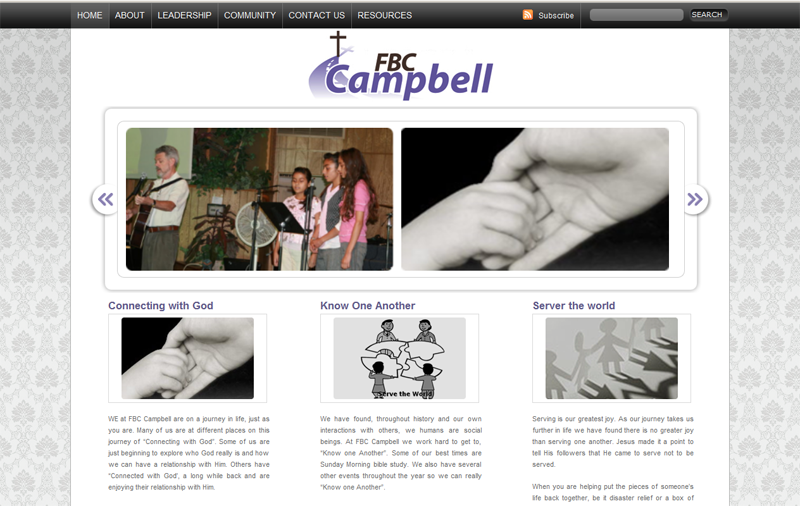 HOME ABOUT LEADERSHIP COMMUNITY CONTACT US RESOURCES Subscribe SEARCH
FBC
Campbell
Connecting with God
WE at FBC Campbell are on a journey in life, just as
you are. Many of us are at different places on this
journey of “Connecting with God”. Some of us are
just beginning to explore who God really is and how
we can have a relationship with Him. Others have
“Connected with God’, a long while back and are
enjoying their relationship with Him.
Know One Another
Serve the World
We have found, throughout history and our own
interactions with others, we humans are social
beings. At FBC Campbell we work hard to get to,
“Know one Another”. Some of our best times are
Sunday Morning bible study. We also have several
other events throughout the year so we can really
“Know one Another”.
Server the world
Serving is our greatest joy. As our journey takes us
further in life we have found there is no greater joy
than serving one another. Jesus made it a point to
tell His followers that He came to serve not to be
served.
When you are helping put the pieces of someone's
life back together, be it disaster relief or a box of